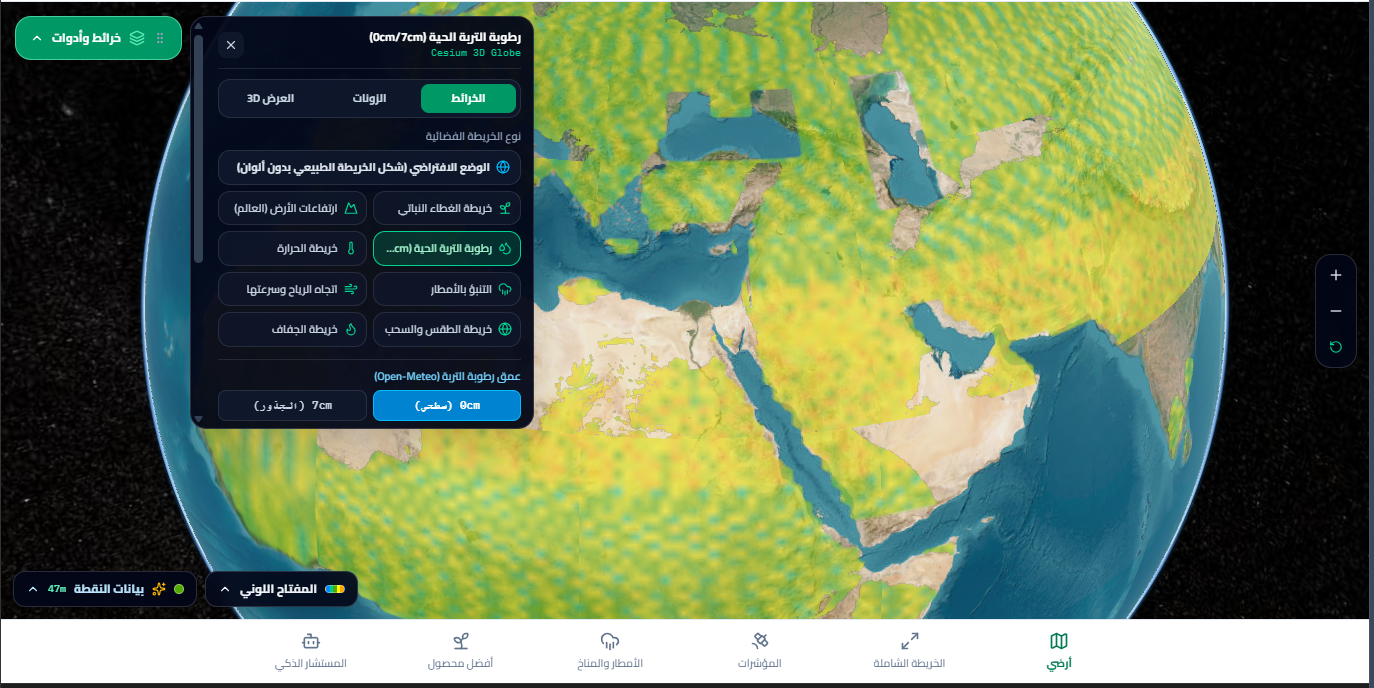 خرائط وأدوات
رطوبة التربة الحية (0cm/7cm)
Cesium 3D Globe
الخرائط
الزونات
العرض 3D
نوع الخريطة الفضائية
الوضع الافتراضي (شكل الخريطة الطبيعي بدون ألوان)
خريطة الغطاء النباتي
ارتفاعات الأرض (العالم)
رطوبة التربة الحية (cm...
خريطة الحرارة
التنبؤ بالأمطار
اتجاه الرياح وسرعتها
خريطة الطقس والسحب
خريطة الجفاف
عمق رطوبة التربة (Open-Meteo)
0cm (سطحي)
7cm (الجذور)
المفتاح اللوني
بيانات النقطة 47m
أرضي
الخريطة الشاملة
المؤشرات
الأمطار والمناخ
أفضل محصول
المستشار الذكي